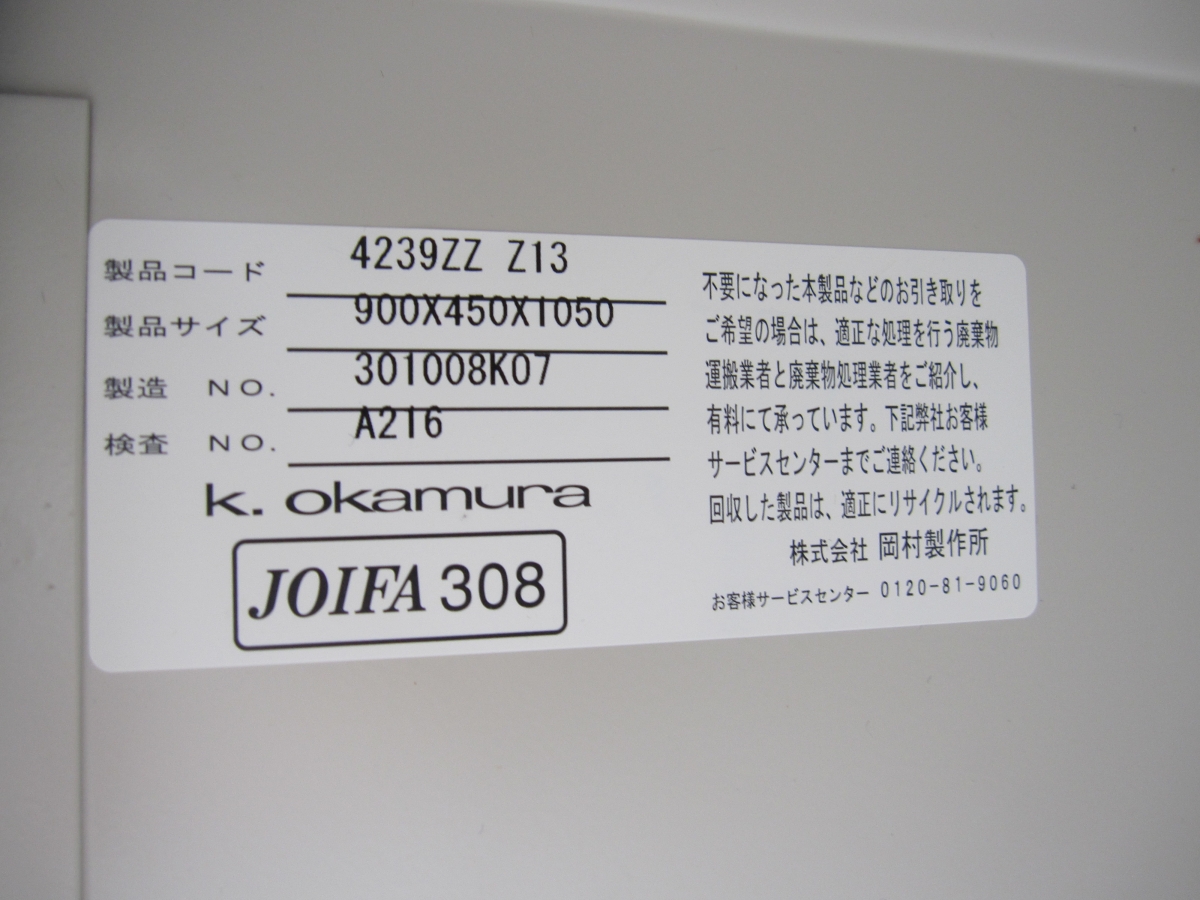 製品コード 4239ZZ Z13
製品サイズ 900X450X1050
製造 NO. 301008K07
検査 NO. A216
k. okamura
JOIFA 308
不要になった本製品などのお引き取りを
ご希望の場合は、適正な処理を行う廃棄物
運搬業者と廃棄物処理業者をご紹介し、
有料にて承っています。下記弊社お客様
サービスセンターまでご連絡ください。
回収した製品は、適正にリサイクルされます。
株式会社 岡村製作所
お客様サービスセンター 0120-81-9060